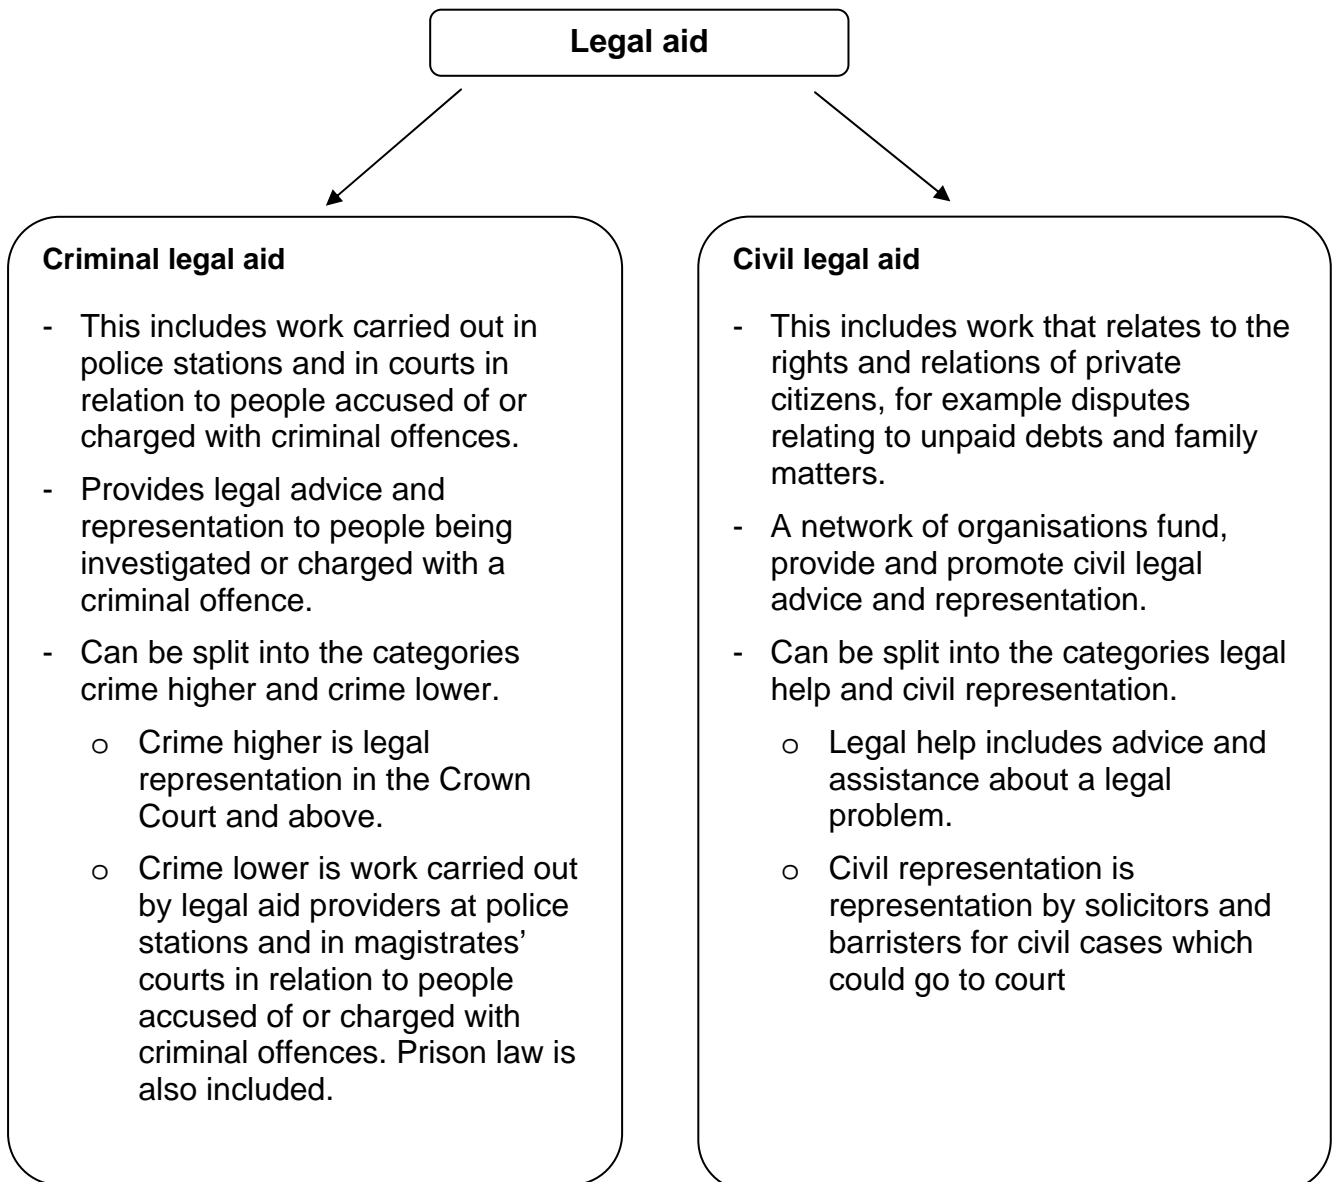 Legal aid
Criminal legal aid
- This includes work carried out in
police stations and in courts in
relation to people accused of or
charged with criminal offences.
- Provides legal advice and
representation to people being
investigated or charged with a
criminal offence.
- Can be split into the categories
crime higher and crime lower.
o Crime higher is legal
representation in the Crown
Court and above.
o Crime lower is work carried out
by legal aid providers at police
stations and in magistrates’
courts in relation to people
accused of or charged with
criminal offences. Prison law is
also included.
Civil legal aid
- This includes work that relates to the
rights and relations of private
citizens, for example disputes
relating to unpaid debts and family
matters.
- A network of organisations fund,
provide and promote civil legal
advice and representation.
- Can be split into the categories legal
help and civil representation.
o Legal help includes advice and
assistance about a legal
problem.
o Civil representation is
representation by solicitors and
barristers for civil cases which
could go to court